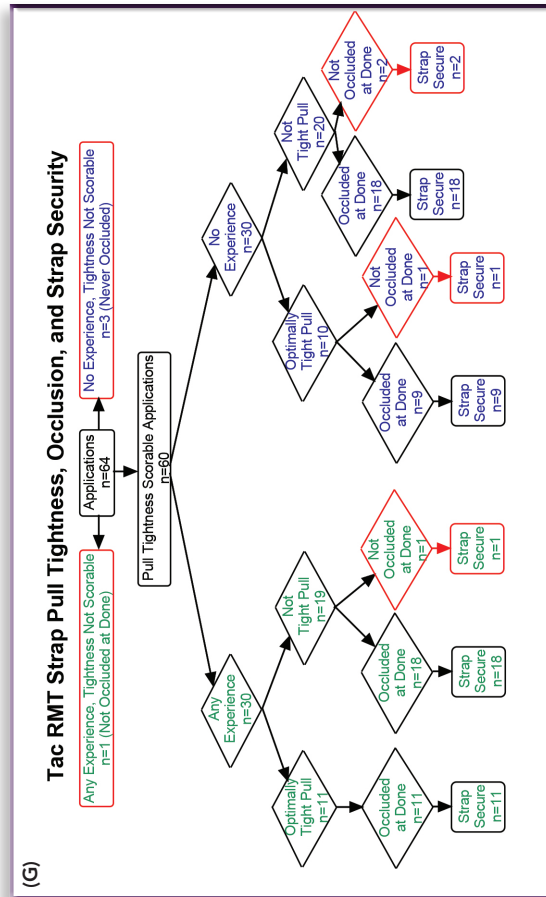 (G)
Tac RMT Strap Pull Tightness, Occlusion, and Strap Security
Any Experience, Tightness Not Scorable
n=1 (Not Occluded at Done)
Applications
n=64
No Experience, Tightness Not Scorable
n=3 (Never Occluded)
Pull Tightness Scorable Applications
n=60
Any
Experience
n=30
No
Experience
n=30
Optimally
Tight Pull
n=11
Not
Tight Pull
n=19
Optimally
Tight Pull
n=10
Not
Tight Pull
n=20
Occluded
at Done
n=11
Occluded
at Done
n=18
Not
Occluded
at Done
n=1
Occluded
at Done
n=9
Not
Occluded
at Done
n=1
Occluded
at Done
n=18
Not
Occluded
at Done
n=2
Strap
Secure
n=11
Strap
Secure
n=18
Strap
Secure
n=1
Strap
Secure
n=9
Strap
Secure
n=1
Strap
Secure
n=18
Strap
Secure
n=2